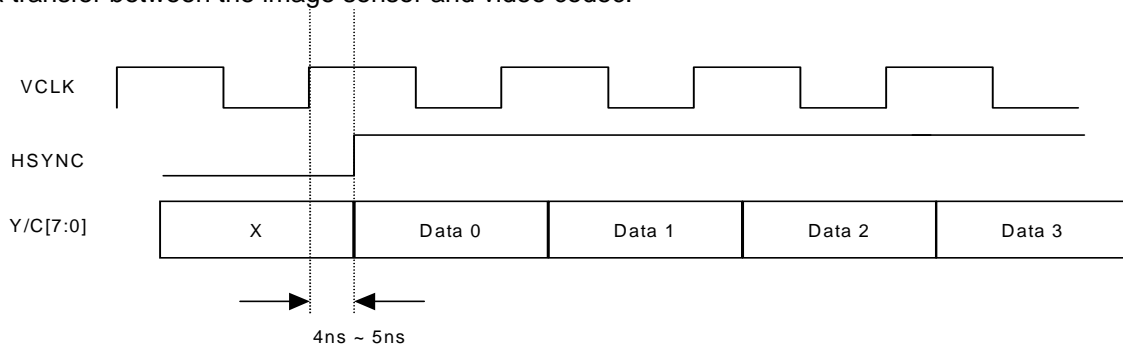 transfer between the image sensor and video codec.
VCLK
HSYNC
Y/C[7:0]
X
Data 0
Data 1
Data 2
Data 3
4ns ~ 5ns